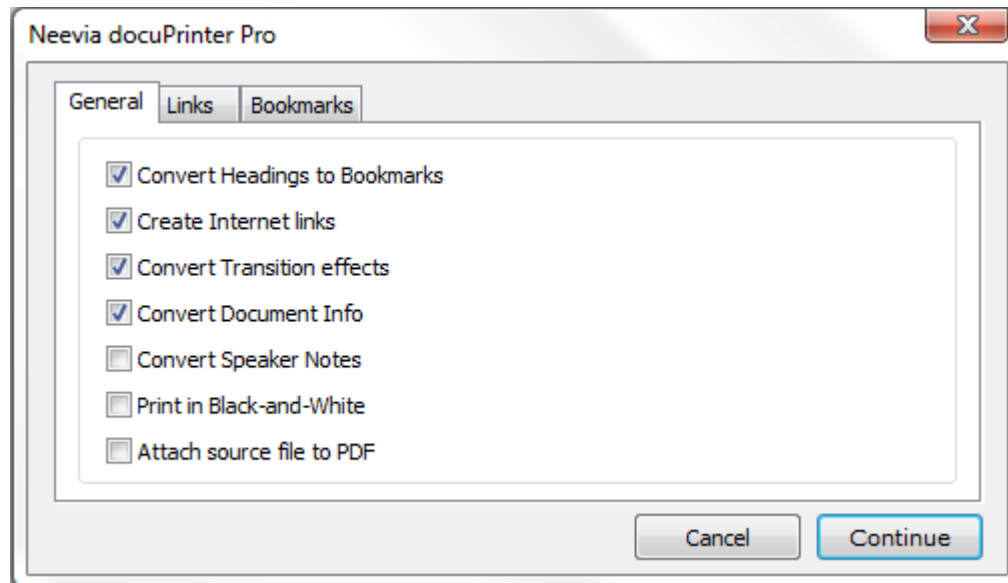 Neevia docuPrinter Pro
General Links Bookmarks
Convert Headings to Bookmarks
Create Internet links
Convert Transition effects
Convert Document Info
Convert Speaker Notes
Print in Black-and-White
Attach source file to PDF
Cancel Continue